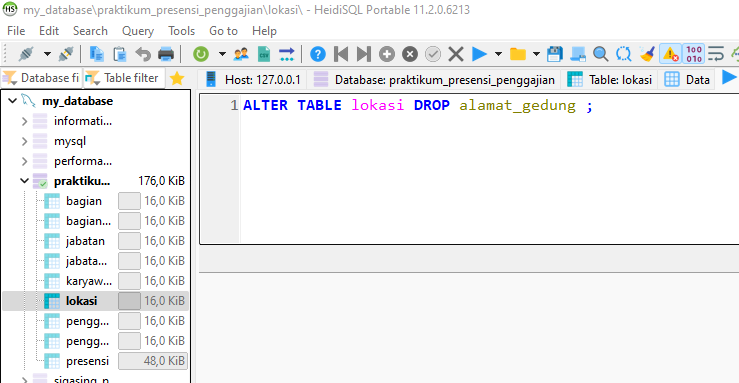 my_database\praktikum_presensi_penggajian\lokasi\ - HeidiSQL Portable 11.2.0.6213
File Edit Search Query Tools Go to Help
Database fi Table filter
Host: 127.0.0.1 Database: praktikum_presensi_penggajian Table: lokasi Data
1 ALTER TABLE lokasi DROP alamat_gedung ;
my_database
informati...
mysql
performa...
praktiku... 176,0 KiB
bagian 16,0 KiB
bagian... 16,0 KiB
jabatan 16,0 KiB
jabata... 16,0 KiB
karyaw... 16,0 KiB
lokasi 16,0 KiB
pengg... 16,0 KiB
pengg... 16,0 KiB
presensi 48,0 KiB